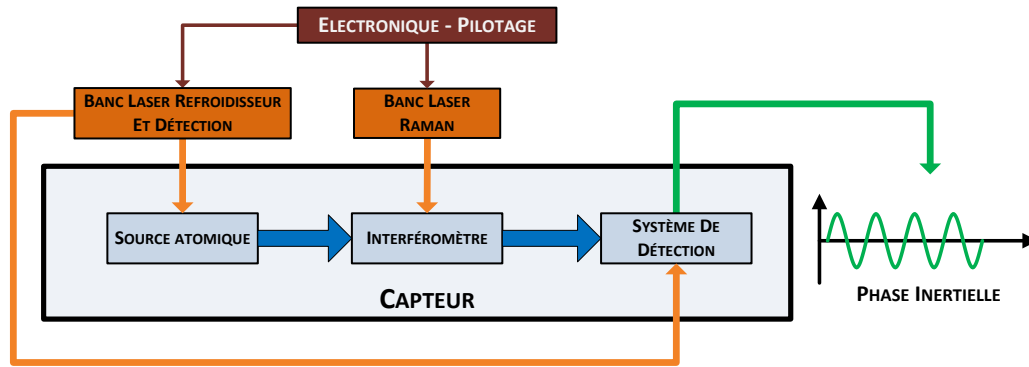 ELECTRONIQUE - PILOTAGE
BANC LASER REFROIDISSEUR
ET DÉTECTION
BANC LASER
RAMAN
SOURCE ATOMIQUE
INTERFÉROMÈTRE
SYSTÈME DE
DÉTECTION
CAPTEUR
PHASE INERTIELLE